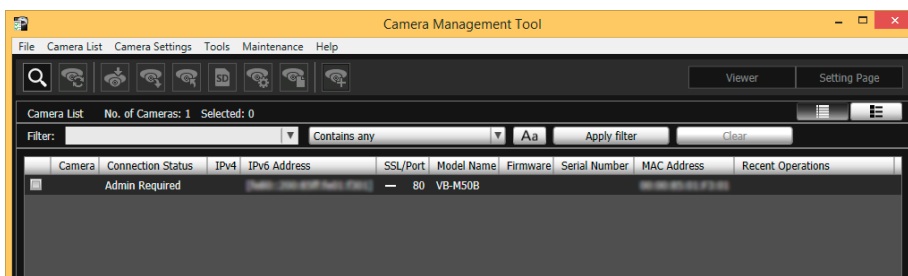 Camera Management Tool
File Camera List Camera Settings Tools Maintenance Help
SD Viewer Setting Page
Camera List No. of Cameras: 1 Selected: 0
Filter: Contains any Aa Apply filter Clear
Camera Connection Status IPv4 IPv6 Address SSL/Port Model Name Firmware Serial Number MAC Address Recent Operations
Admin Required — 80 VB-M50B